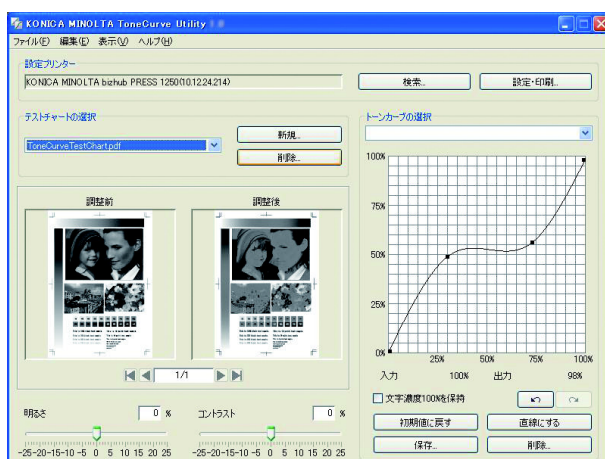 KONICA MINOLTA ToneCurve Utility
ファイル(F) 編集(E) 表示(V) ヘルプ(H)
設定プリンター
KONICA MINOLTA bizhub PRESS 1250(10.12.24.214)
検索...
設定・印刷...
テストチャートの選択
ToneCurveTestChart.pdf
新規...
削除...
トーンカーブの選択
調整前
調整後
100%
75%
50%
25%
0%
25% 50% 75% 100%
入力 100% 出力 98%
1/1
文字濃度100%を保持
初期値に戻す
直線にする
保存...
削除...
明るさ 0 %
-25-20-15-10 -5 0 5 10 15 20 25
コントラスト 0 %
-25-20-15-10 -5 0 5 10 15 20 25